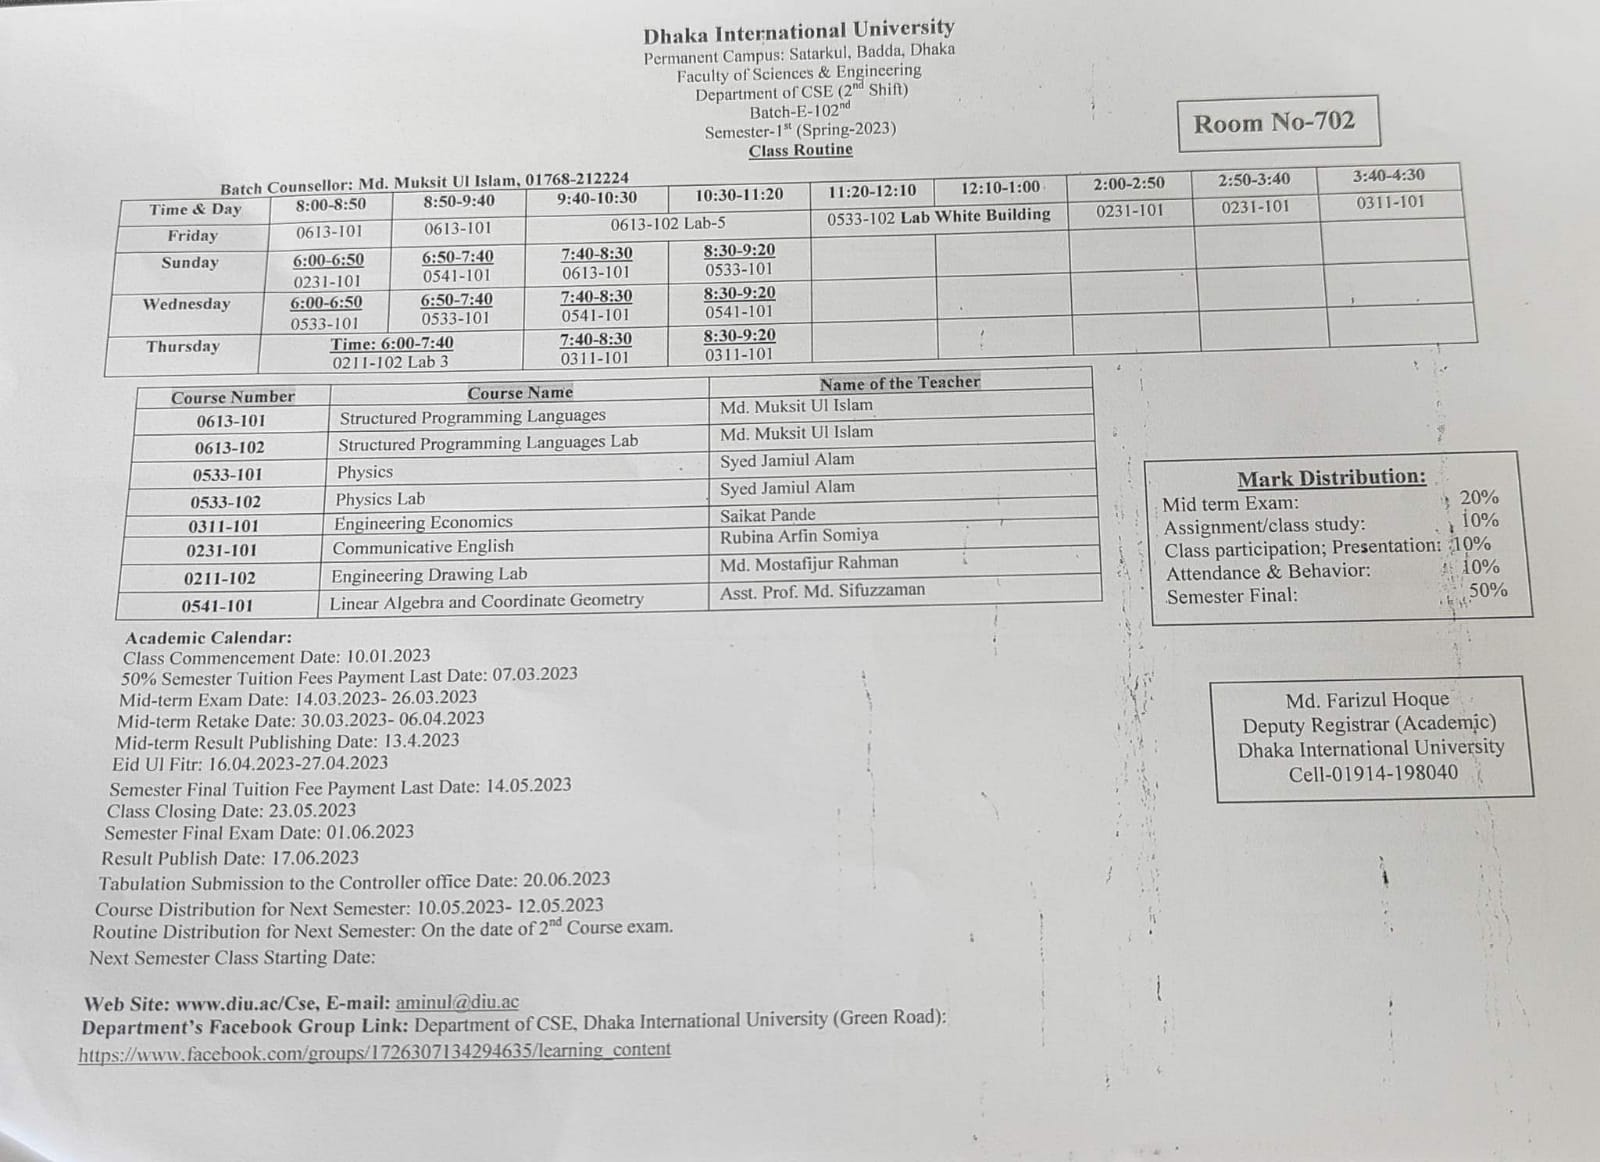 Dhaka International University
Permanent Campus: Satarkul, Badda, Dhaka
Faculty of Sciences & Engineering
Department of CSE (2nd Shift)
Batch-E-102nd
Semester-1st (Spring-2023)
Class Routine
Room No-702
Batch Counsellor: Md. Muksit Ul Islam, 01768-212224
Time & Day 8:00-8:50 8:50-9:40 9:40-10:30 10:30-11:20 11:20-12:10 12:10-1:00 2:00-2:50 2:50-3:40 3:40-4:30
Friday 0613-101 0613-101 0613-102 Lab-5 0533-102 Lab White Building 0231-101 0231-101 0311-101
Sunday 6:00-6:50 6:50-7:40 7:40-8:30 8:30-9:20
0231-101 0541-101 0613-101 0533-101
Wednesday 6:00-6:50 6:50-7:40 7:40-8:30 8:30-9:20
0533-101 0533-101 0541-101 0541-101
Thursday Time: 6:00-7:40 7:40-8:30 8:30-9:20
0211-102 Lab 3 0311-101 0311-101
Course Number Course Name Name of the Teacher
0613-101 Structured Programming Languages Md. Muksit Ul Islam
0613-102 Structured Programming Languages Lab Md. Muksit Ul Islam
0533-101 Physics Syed Jamiul Alam
0533-102 Physics Lab Syed Jamiul Alam
0311-101 Engineering Economics Saikat Pande
0231-101 Communicative English Rubina Arfin Somiya
0211-102 Engineering Drawing Lab Md. Mostafijur Rahman
0541-101 Linear Algebra and Coordinate Geometry Asst. Prof. Md. Sifuzzaman
Mark Distribution:
Mid term Exam: 20%
Assignment/class study: 10%
Class participation; Presentation: 10%
Attendance & Behavior: 10%
Semester Final: 50%
Academic Calendar:
Class Commencement Date: 10.01.2023
50% Semester Tuition Fees Payment Last Date: 07.03.2023
Mid-term Exam Date: 14.03.2023- 26.03.2023
Mid-term Retake Date: 30.03.2023- 06.04.2023
Mid-term Result Publishing Date: 13.4.2023
Eid Ul Fitr: 16.04.2023-27.04.2023
Semester Final Tuition Fee Payment Last Date: 14.05.2023
Class Closing Date: 23.05.2023
Semester Final Exam Date: 01.06.2023
Result Publish Date: 17.06.2023
Tabulation Submission to the Controller office Date: 20.06.2023
Course Distribution for Next Semester: 10.05.2023- 12.05.2023
Routine Distribution for Next Semester: On the date of 2nd Course exam.
Next Semester Class Starting Date:
Md. Farizul Hoque
Deputy Registrar (Academic)
Dhaka International University
Cell-01914-198040
Web Site: www.diu.ac/Cse, E-mail: aminul@diu.ac
Department's Facebook Group Link: Department of CSE, Dhaka International University (Green Road):
https://www.facebook.com/groups/1726307134294635/learning_content